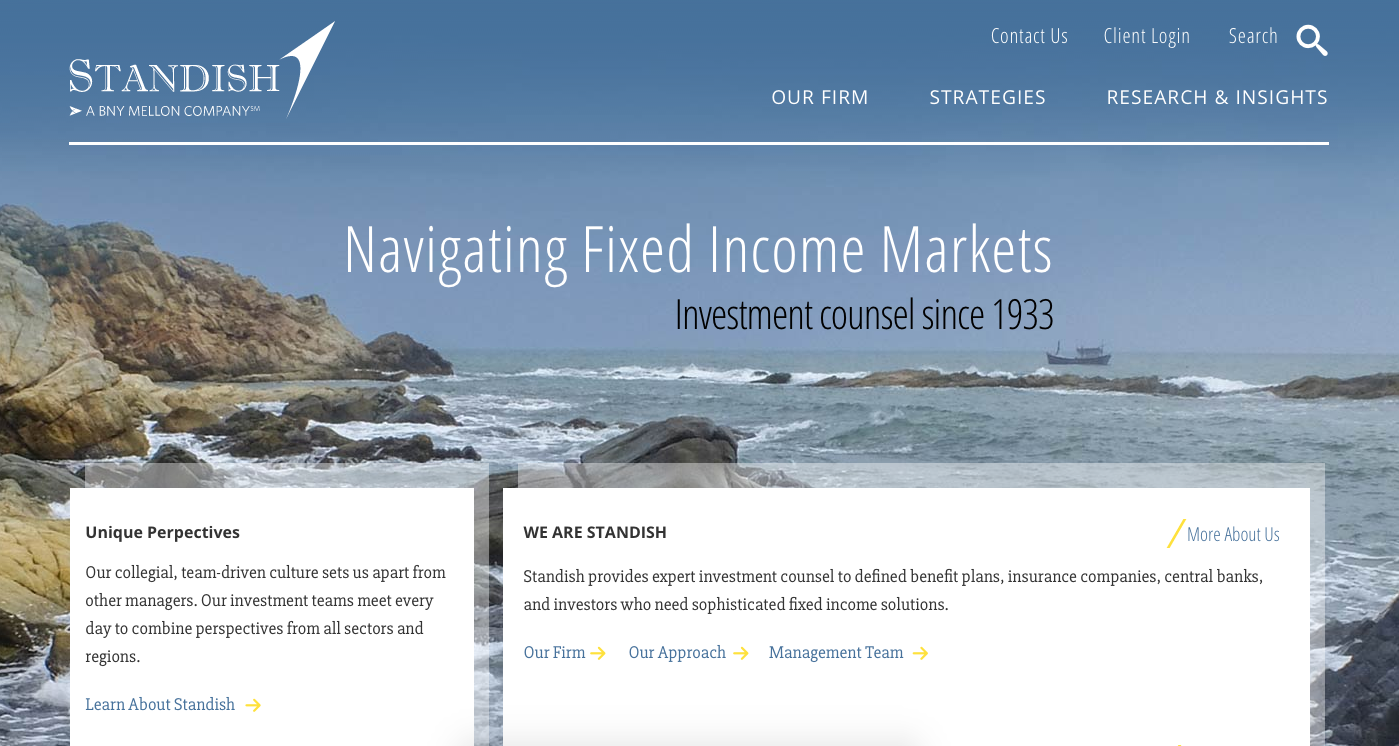 Contact Us Client Login Search
STANDISH
A BNY MELLON COMPANY℠
OUR FIRM STRATEGIES RESEARCH & INSIGHTS
Navigating Fixed Income Markets
Investment counsel since 1933
Unique Perpectives
Our collegial, team-driven culture sets us apart from
other managers. Our investment teams meet every
day to combine perspectives from all sectors and
regions.
Learn About Standish
WE ARE STANDISH
More About Us
Standish provides expert investment counsel to defined benefit plans, insurance companies, central banks,
and investors who need sophisticated fixed income solutions.
Our Firm Our Approach Management Team